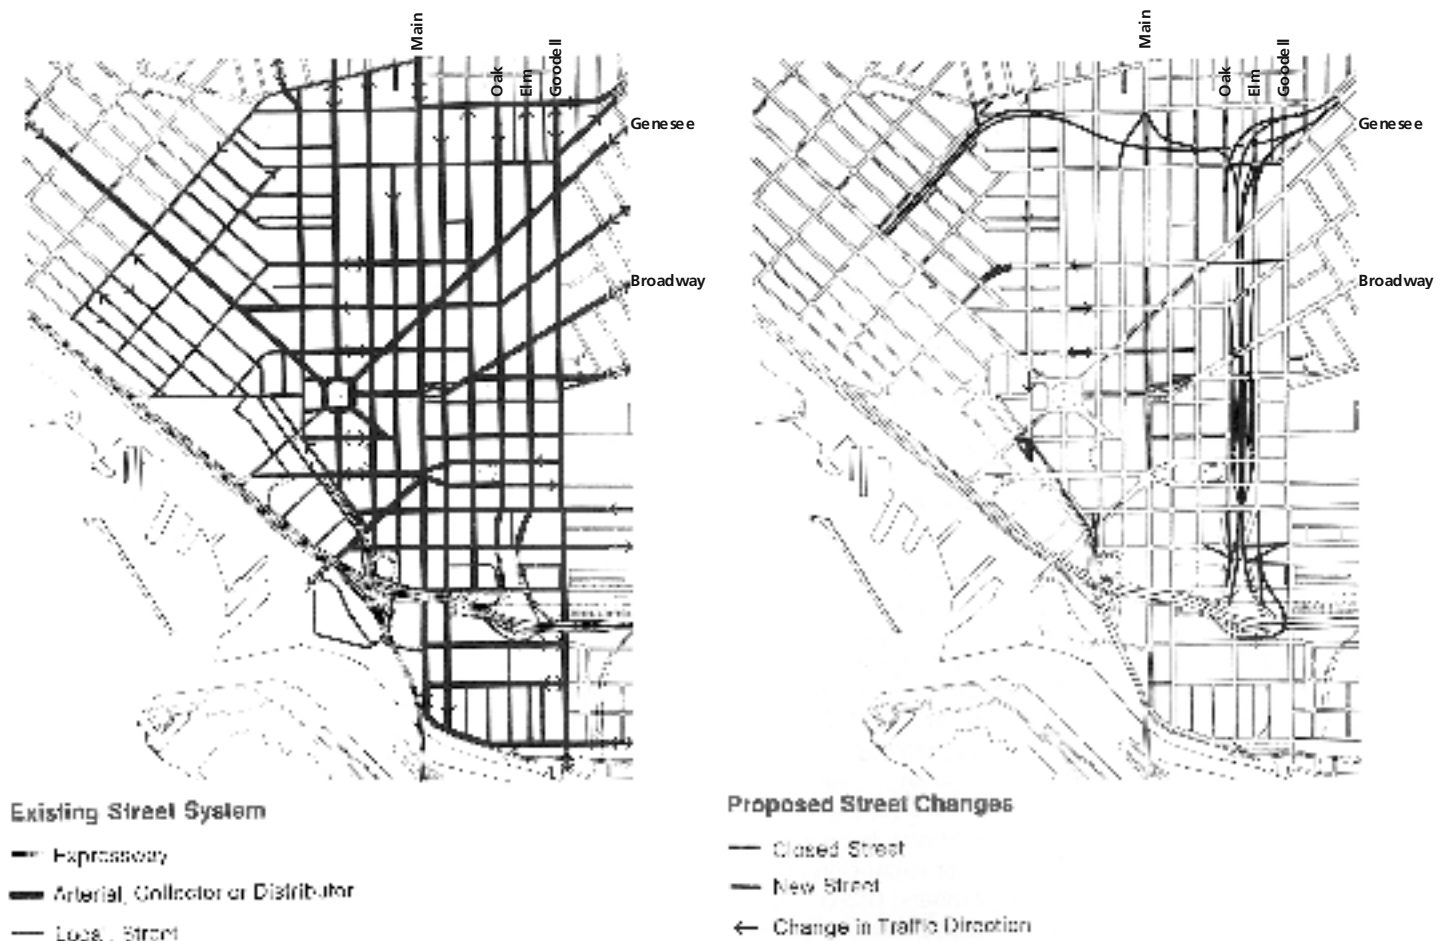 Main
Oak
Elm
Goodell
Genesee
Broadway
Existing Street System
Expressway
Arterial, Collector or Distributor
Local Street
Main
Oak
Elm
Goodell
Genesee
Broadway
Proposed Street Changes
Closed Street
New Street
Change in Traffic Direction